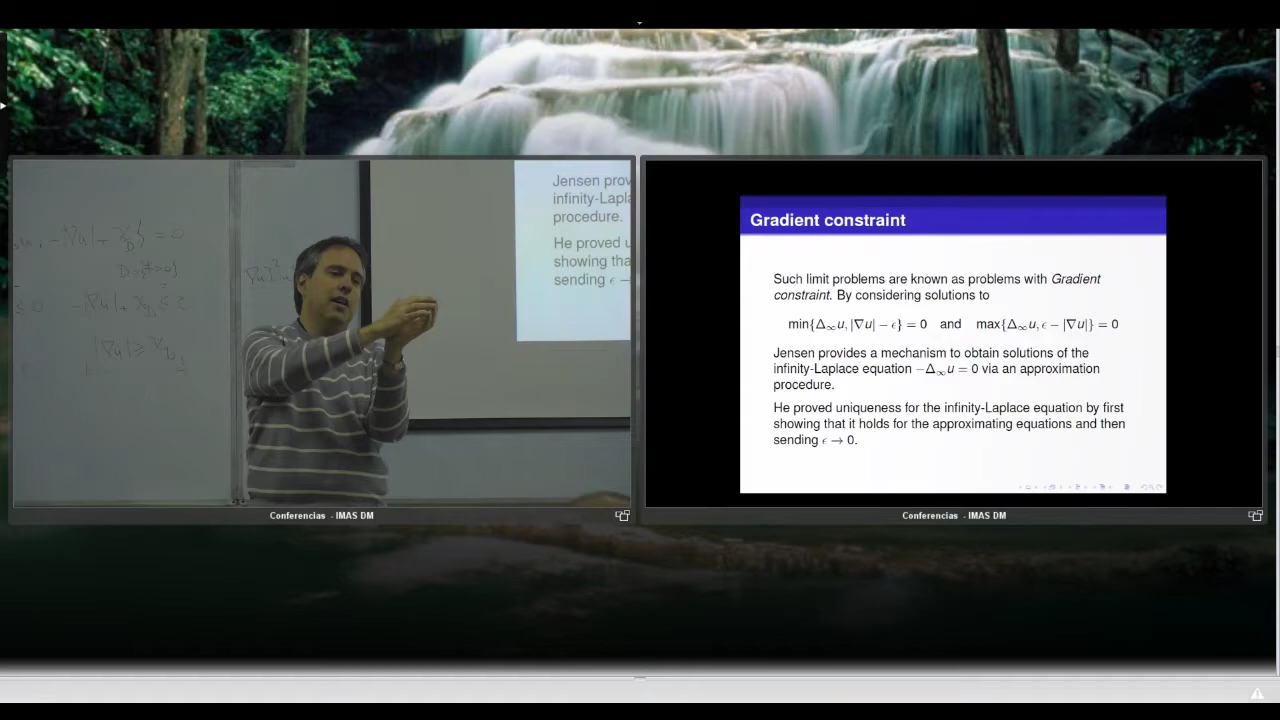 Jensen prov
infinity-Lapla
procedure.
He proved u
showing tha
sending ϵ –
-|∇u| + χ_D} = 0
|∇u| ≥ χ_D
Conferencias - IMAS DM
Gradient constraint
Such limit problems are known as problems with Gradient
constraint. By considering solutions to
min{Δ∞u, |∇u| − ϵ} = 0 and max{Δ∞u, ϵ − |∇u|} = 0
Jensen provides a mechanism to obtain solutions of the
infinity-Laplace equation −Δ∞u = 0 via an approximation
procedure.
He proved uniqueness for the infinity-Laplace equation by first
showing that it holds for the approximating equations and then
sending ϵ → 0.
Conferencias - IMAS DM